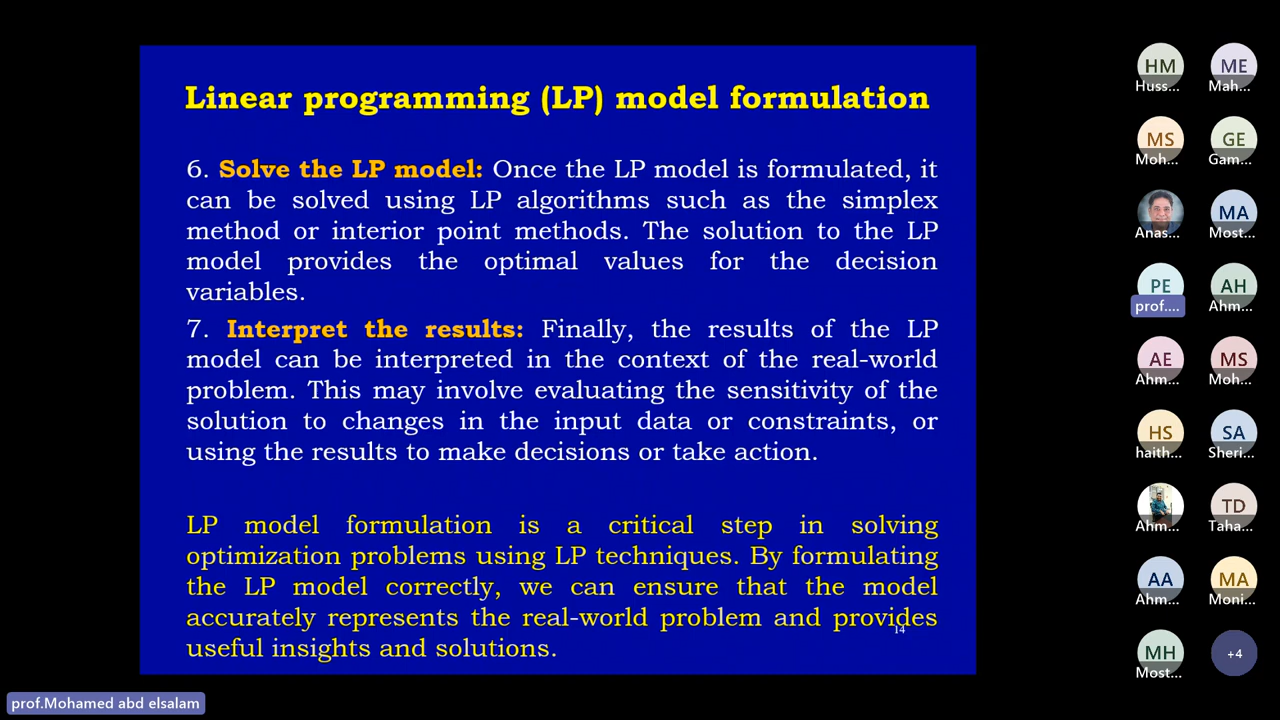 Linear programming (LP) model formulation
6. Solve the LP model: Once the LP model is formulated, it
can be solved using LP algorithms such as the simplex
method or interior point methods. The solution to the LP
model provides the optimal values for the decision
variables.
7. Interpret the results: Finally, the results of the LP
model can be interpreted in the context of the real-world
problem. This may involve evaluating the sensitivity of the
solution to changes in the input data or constraints, or
using the results to make decisions or take action.
LP model formulation is a critical step in solving
optimization problems using LP techniques. By formulating
the LP model correctly, we can ensure that the model
accurately represents the real-world problem and provides
14
useful insights and solutions.
HM ME
Huss... Mah...
MS GE
Moh... Gam...
MA
Anas... Most...
PE AH
prof.... Ahm...
AE MS
Ahm... Moh...
HS SA
haith... Sheri...
TD
Ahm... Taha...
AA MA
Ahm... Moni...
MH +4
Most...
prof.Mohamed abd elsalam